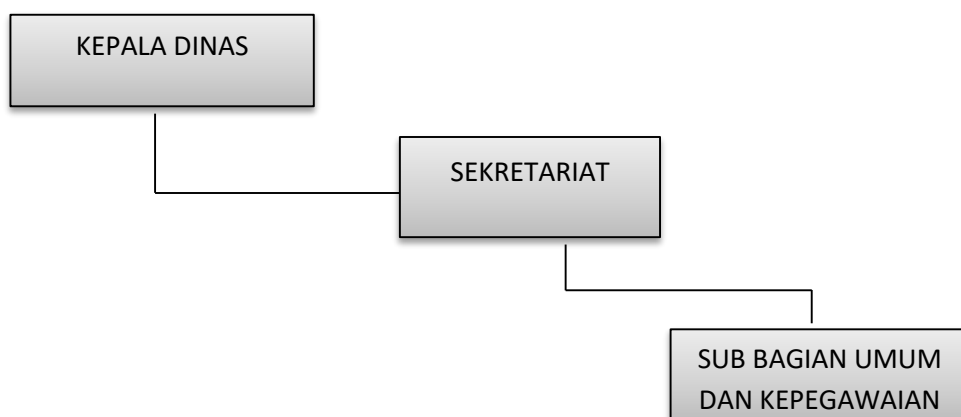 KEPALA DINAS
SEKRETARIAT
SUB BAGIAN UMUM
DAN KEPEGAWAIAN